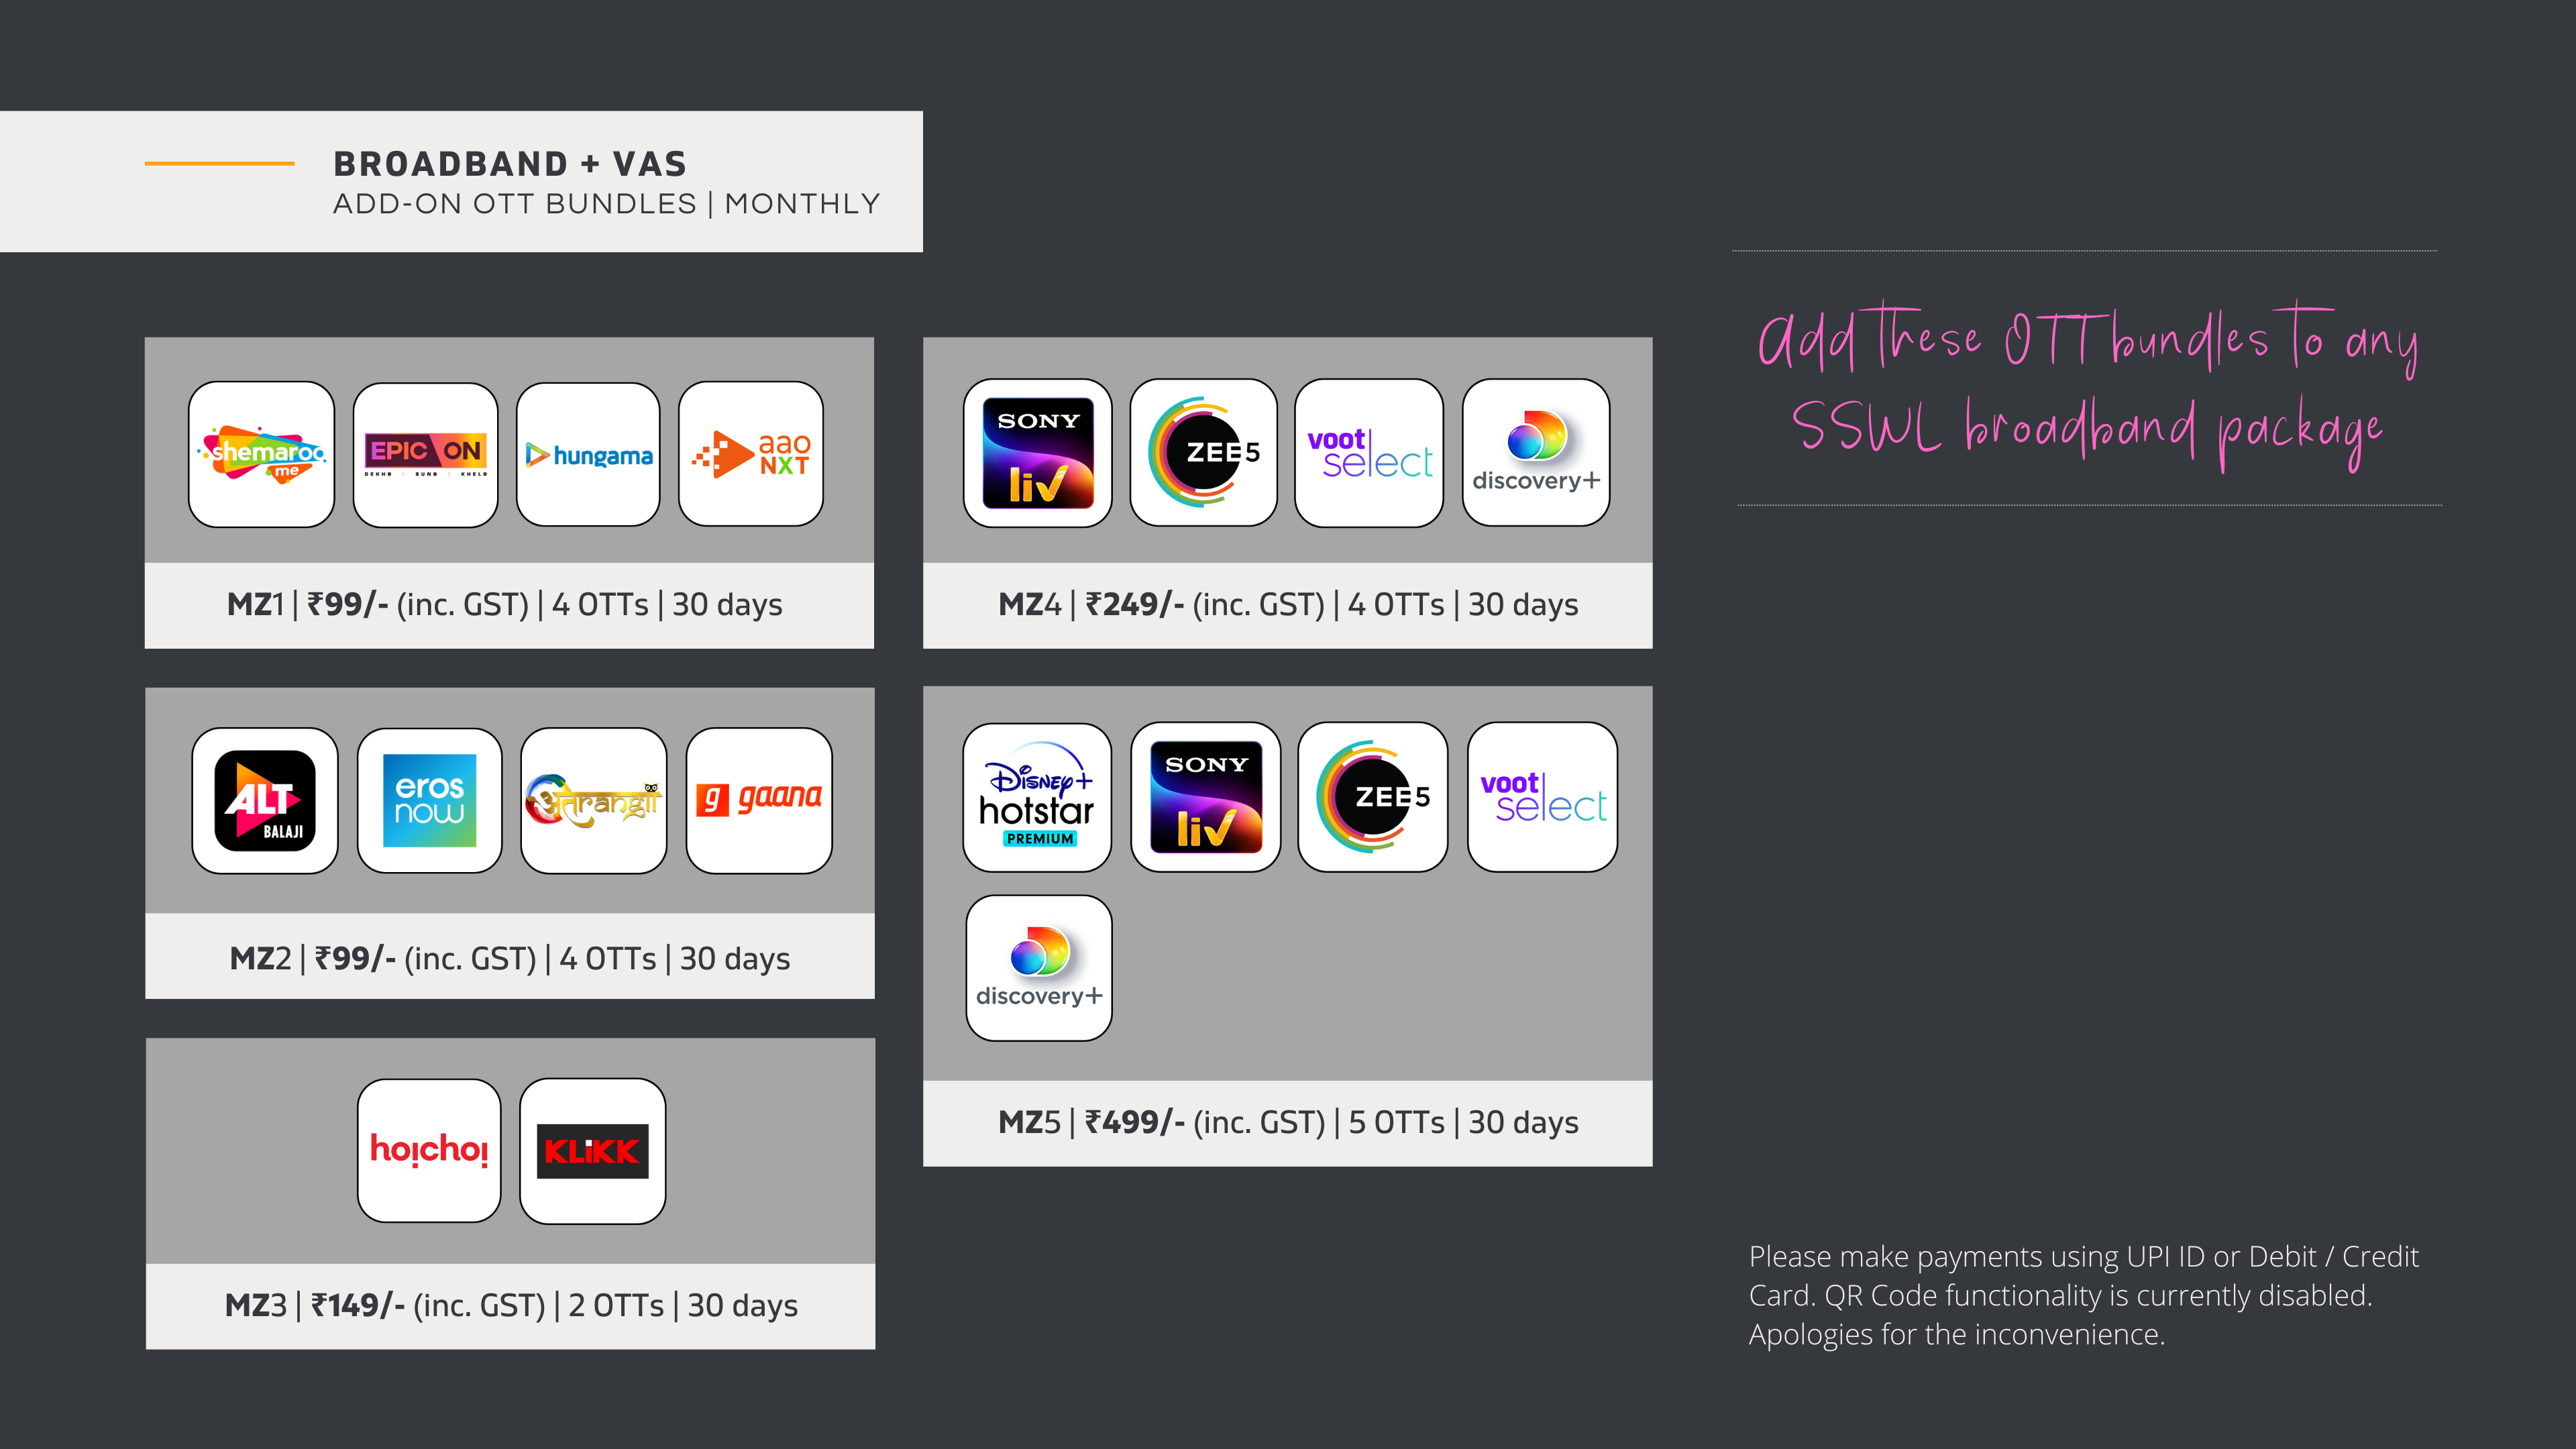 BROADBAND + VAS
ADD-ON OTT BUNDLES | MONTHLY
Add these OTT bundles to any
SSWL broadband package
shemaroo
me
EPIC ON
DEKHO | SUNO | KHELO
hungama
aao
NXT
MZ1 | ₹99/- (inc. GST) | 4 OTTs | 30 days
SONY
liv
ZEE5
voot
select
discovery+
MZ4 | ₹249/- (inc. GST) | 4 OTTs | 30 days
ALT
BALAJI
eros
now
अतरंगी
g gaana
MZ2 | ₹99/- (inc. GST) | 4 OTTs | 30 days
Disney+
hotstar
PREMIUM
SONY
liv
ZEE5
voot
select
discovery+
MZ5 | ₹499/- (inc. GST) | 5 OTTs | 30 days
hoichoi
KLiKK
MZ3 | ₹149/- (inc. GST) | 2 OTTs | 30 days
Please make payments using UPI ID or Debit / Credit
Card. QR Code functionality is currently disabled.
Apologies for the inconvenience.